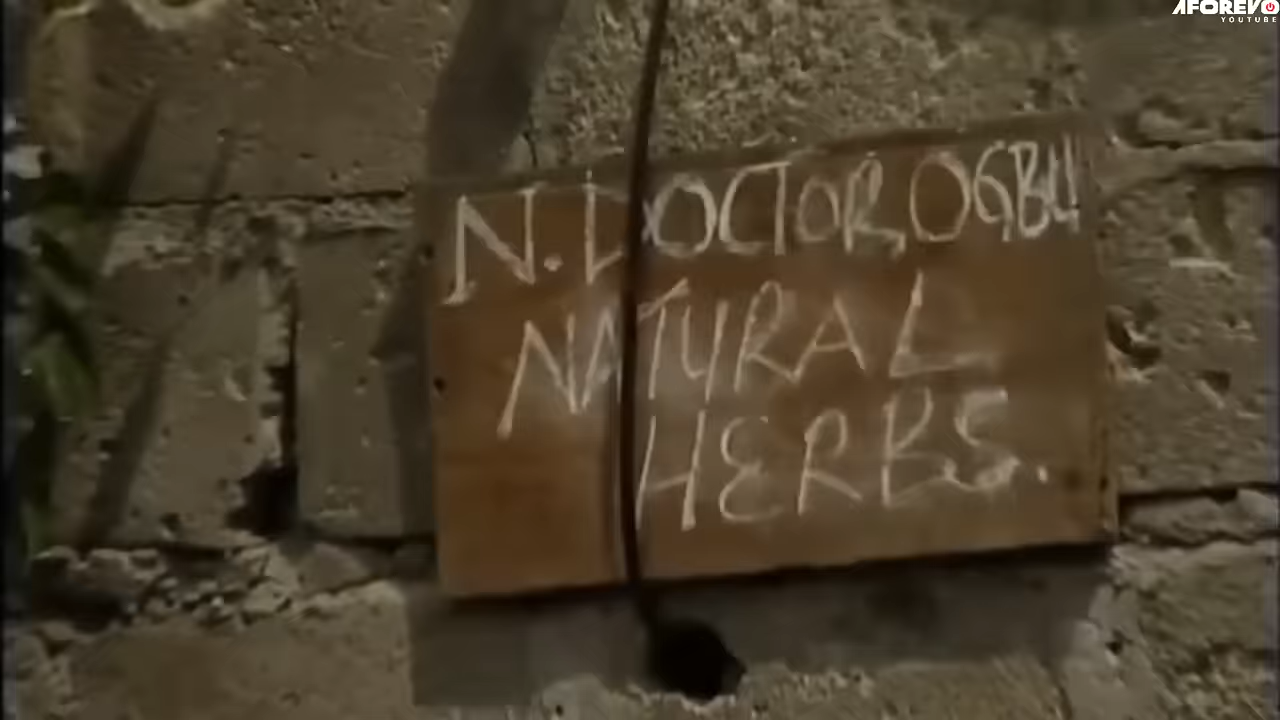 AFOREVO
YOUTUBE
N. DOCTOR OGBU
NATURAL
HERBS.